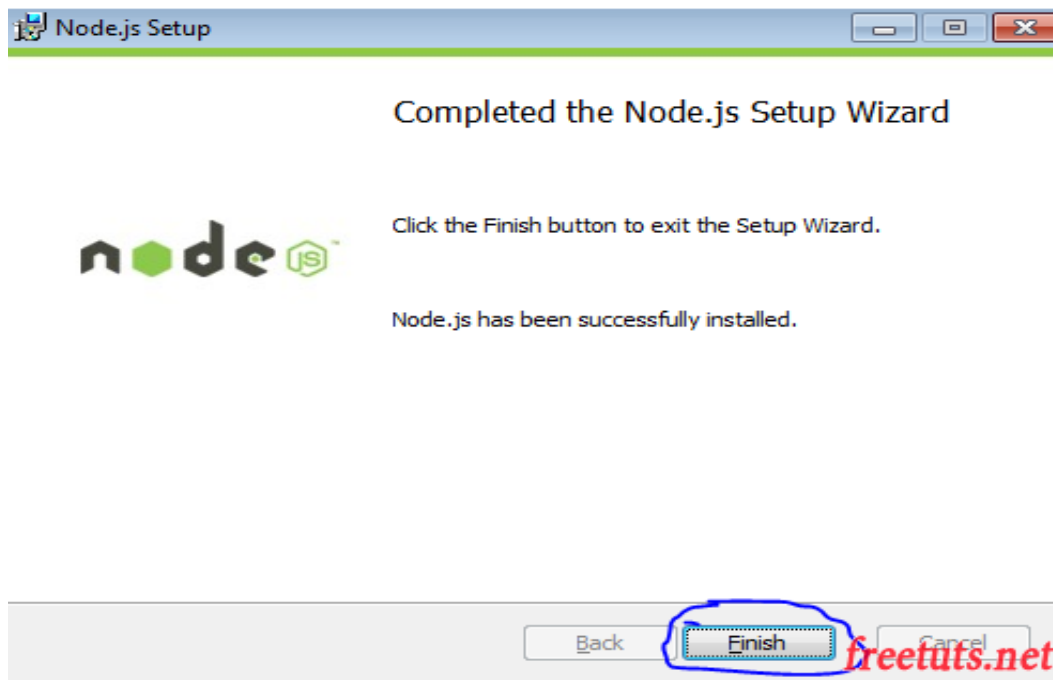 Node.js Setup
Completed the Node.js Setup Wizard
Click the Finish button to exit the Setup Wizard.
node JS
Node.js has been successfully installed.
Back Finish Cancel
freetuts.net